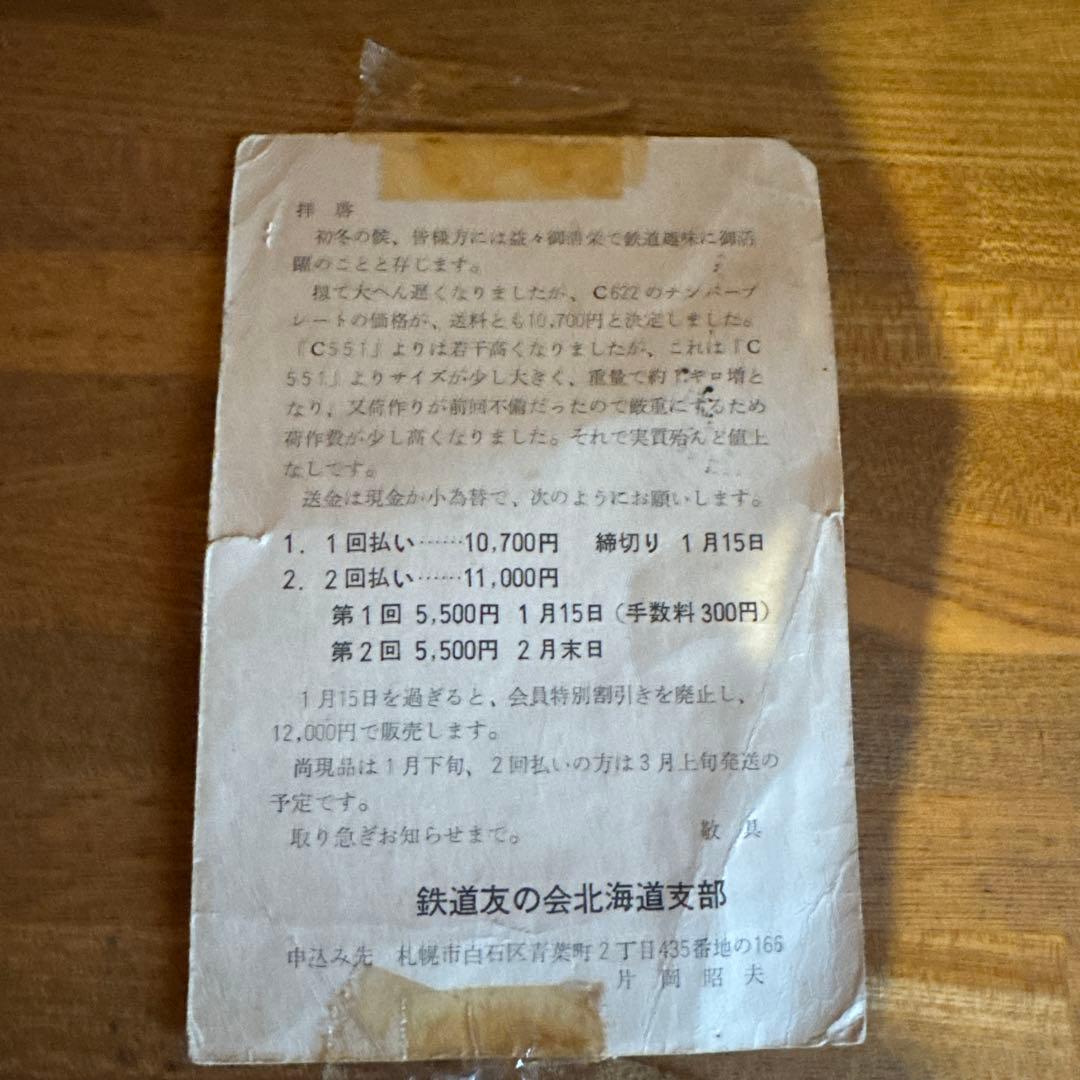 拝 啓
初冬の候、皆様方には益々御清栄で鉄道趣味に御活
躍のことと存じます。
扨て大へん遅くなりましたが、C622のナンバープ
レートの価格が、送料とも10,700円と決定しました。
『C551』よりは若干高くなりましたが、これは『C
551』よりサイズが少し大きく、重量で約1キロ増と
なり、又荷作りが前回不備だったので厳重にするため
荷作費が少し高くなりました。それで実質殆んど値上
なしです。
送金は現金か小為替で、次のようにお願いします。
1. 1回払い……10,700円 締切り 1月15日
2. 2回払い……11,000円
第1回 5,500円 1月15日(手数料300円)
第2回 5,500円 2月末日
1月15日を過ぎると、会員特別割引きを廃止し、
12,000円で販売します。
尚現品は1月下旬、2回払いの方は3月上旬発送の
予定です。
取り急ぎお知らせまで。 敬 具
鉄道友の会北海道支部
申込み先 札幌市白石区青葉町2丁目435番地の166
片 岡 昭 夫